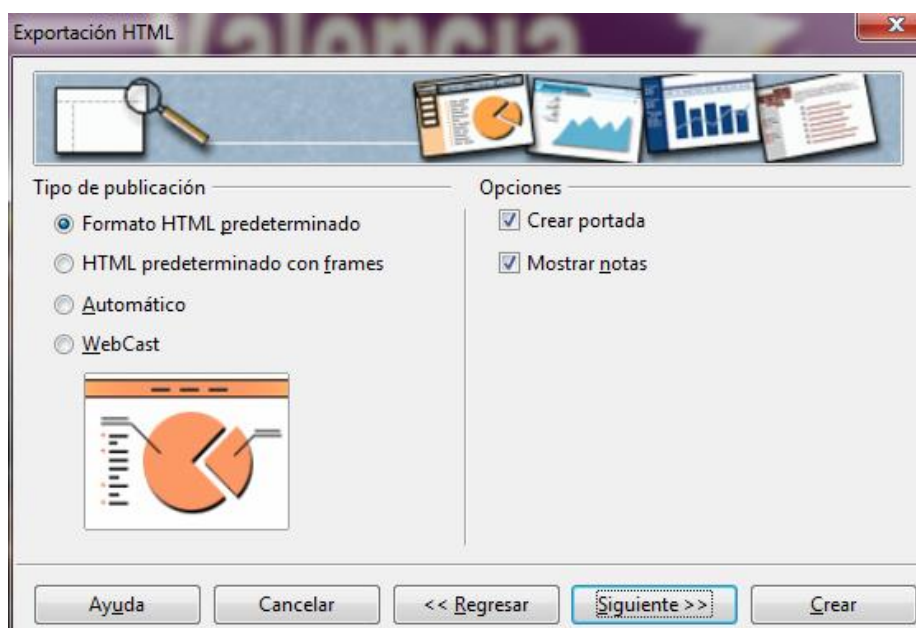 Valencia
Exportación HTML
Tipo de publicación
Formato HTML predeterminado
HTML predeterminado con frames
Automático
WebCast
Opciones
Crear portada
Mostrar notas
Ayuda
Cancelar
<< Regresar
Siguiente >>
Crear